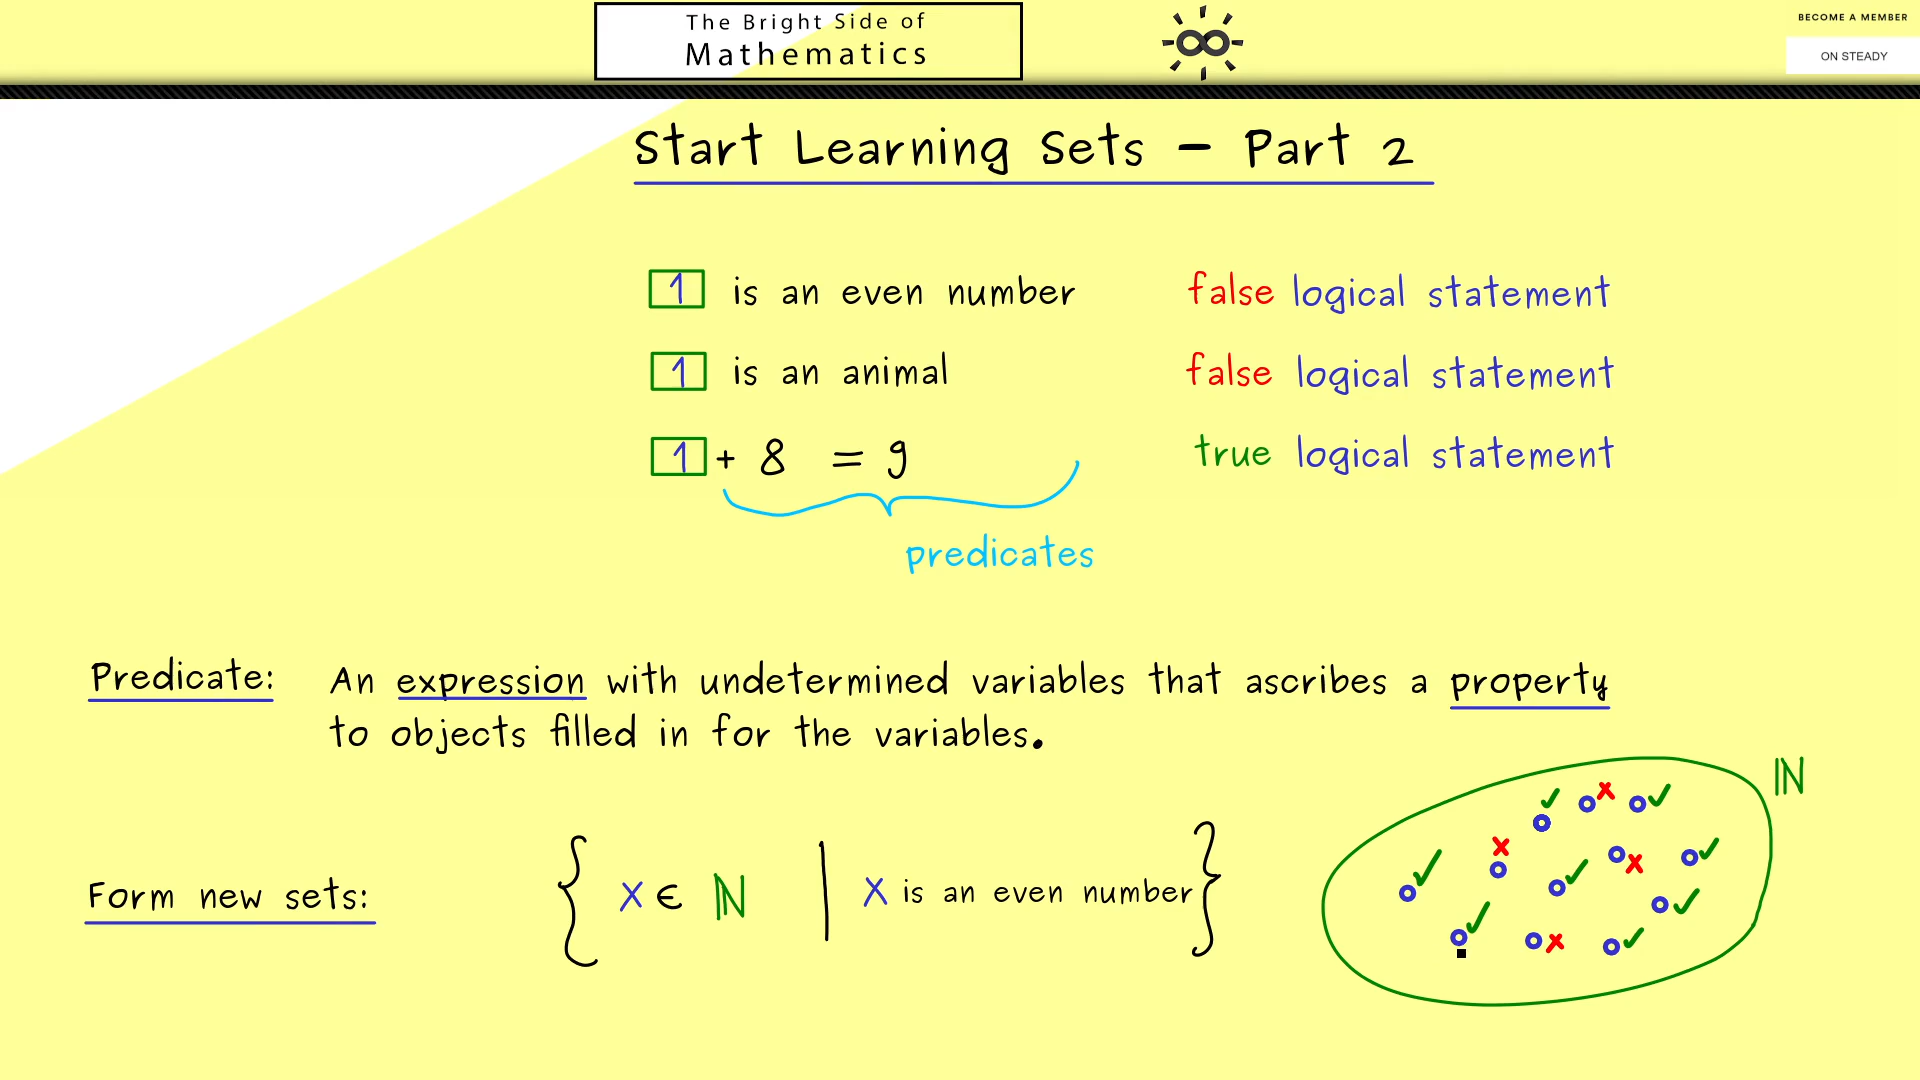 The Bright Side of
Mathematics
BECOME A MEMBER
ON STEADY
Start Learning Sets - Part 2
1 is an even number false logical statement
1 is an animal false logical statement
1 + 8 = 9 true logical statement
predicates
Predicate: An expression with undetermined variables that ascribes a property
to objects filled in for the variables.
ℕ
Form new sets: { x ∈ ℕ | x is an even number }